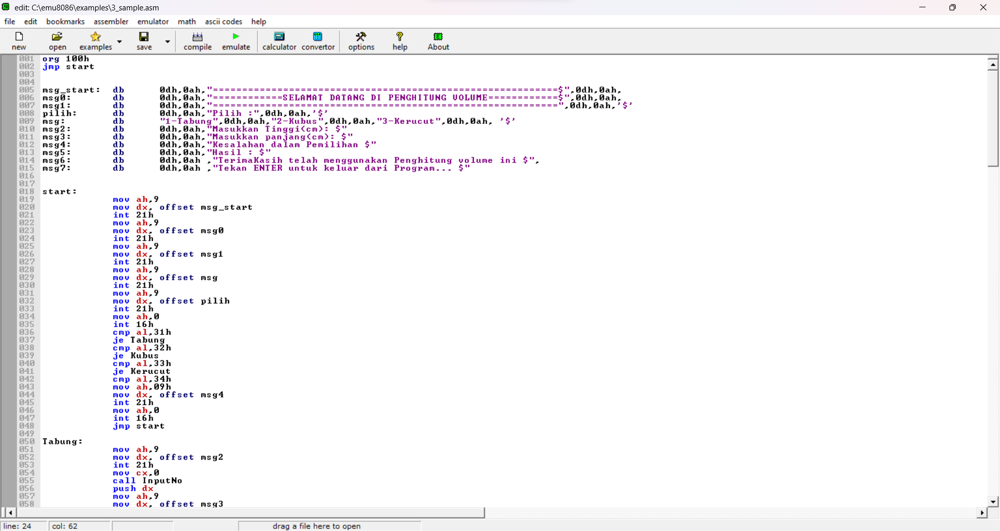 edit: C:\emu8086\examples\3_sample.asm
file edit bookmarks assembler emulator math ascii codes help
new open examples save compile emulate calculator convertor options help About
001 org 100h
002 jmp start
003
004
005 msg_start: db 0dh,0ah,"===========================================================$",0dh,0ah,
006 msg0: db 0dh,0ah,"============SELAMAT DATANG DI PENGHITUNG VOLUME============$",0dh,0ah,
007 msg1: db 0dh,0ah,"===========================================================",0dh,0ah,'$'
008 pilih: db 0dh,0ah,"Pilih :",0dh,0ah,'$'
009 msg: db "1-Tabung",0dh,0ah,"2-Kubus",0dh,0ah,"3-Kerucut",0dh,0ah, '$'
010 msg2: db 0dh,0ah,"Masukkan Tinggi(cm): $"
011 msg3: db 0dh,0ah,"Masukkan panjang(cm): $"
012 msg4: db 0dh,0ah,"Kesalahan dalam Pemilihan $"
013 msg5: db 0dh,0ah,"Hasil : $"
014 msg6: db 0dh,0ah ,"TerimaKasih telah menggunakan Penghitung volume ini $",
015 msg7: db 0dh,0ah ,"Tekan ENTER untuk keluar dari Program... $"
016
017
018 start:
019 mov ah,9
020 mov dx, offset msg_start
021 int 21h
022 mov ah,9
023 mov dx, offset msg0
024 int 21h
025 mov ah,9
026 mov dx, offset msg1
027 int 21h
028 mov ah,9
029 mov dx, offset msg
030 int 21h
031 mov ah,9
032 mov dx, offset pilih
033 int 21h
034 mov ah,0
035 int 16h
036 cmp al,31h
037 je Tabung
038 cmp al,32h
039 je Kubus
040 cmp al,33h
041 je Kerucut
042 cmp al,34h
043 mov ah,09h
044 mov dx, offset msg4
045 int 21h
046 mov ah,0
047 int 16h
048 jmp start
049
050 Tabung:
051 mov ah,9
052 mov dx, offset msg2
053 int 21h
054 mov cx,0
055 call InputNo
056 push dx
057 mov ah,9
058 mov dx, offset msg3
line: 24 col: 62 drag a file here to open